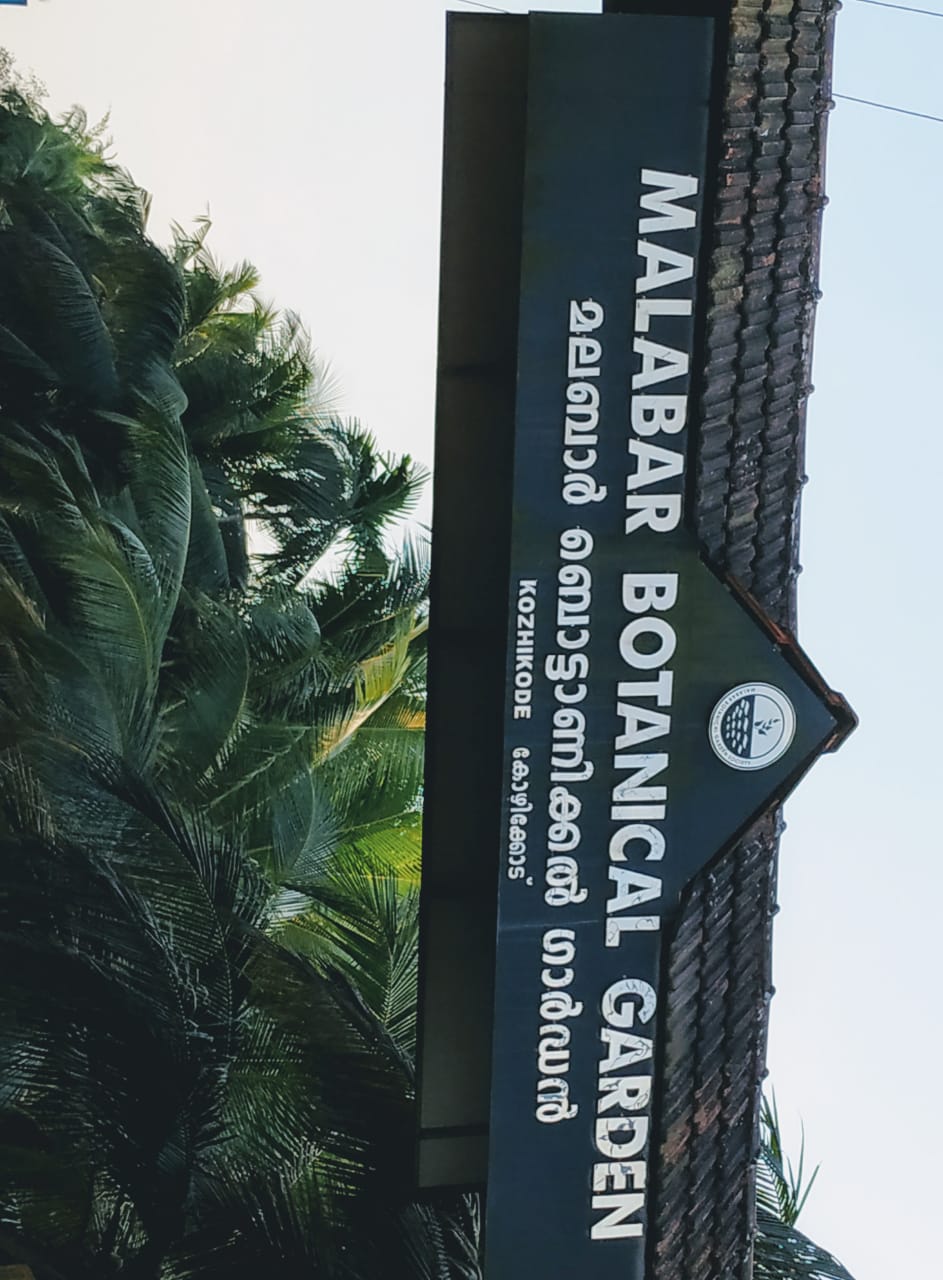 MALABAR BOTANICAL GARDEN
മലബാർ ബൊട്ടാണിക്കൽ ഗാർഡൻ
KOZHIKODE കോഴിക്കോട്